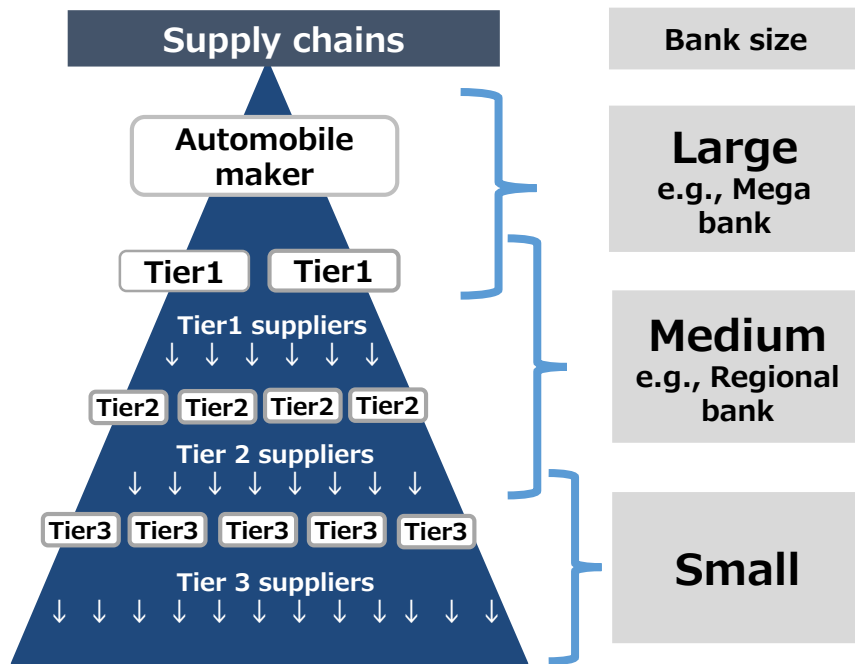 Supply chains
Bank size
Automobile
maker
Large
e.g., Mega
bank
Tier1 Tier1
Tier1 suppliers
↓ ↓ ↓ ↓ ↓ ↓
Medium
e.g., Regional
bank
Tier2 Tier2 Tier2 Tier2
Tier 2 suppliers
↓ ↓ ↓ ↓ ↓ ↓ ↓ ↓
Tier3 Tier3 Tier3 Tier3 Tier3
Small
Tier 3 suppliers
↓ ↓ ↓ ↓ ↓ ↓ ↓ ↓ ↓ ↓ ↓ ↓